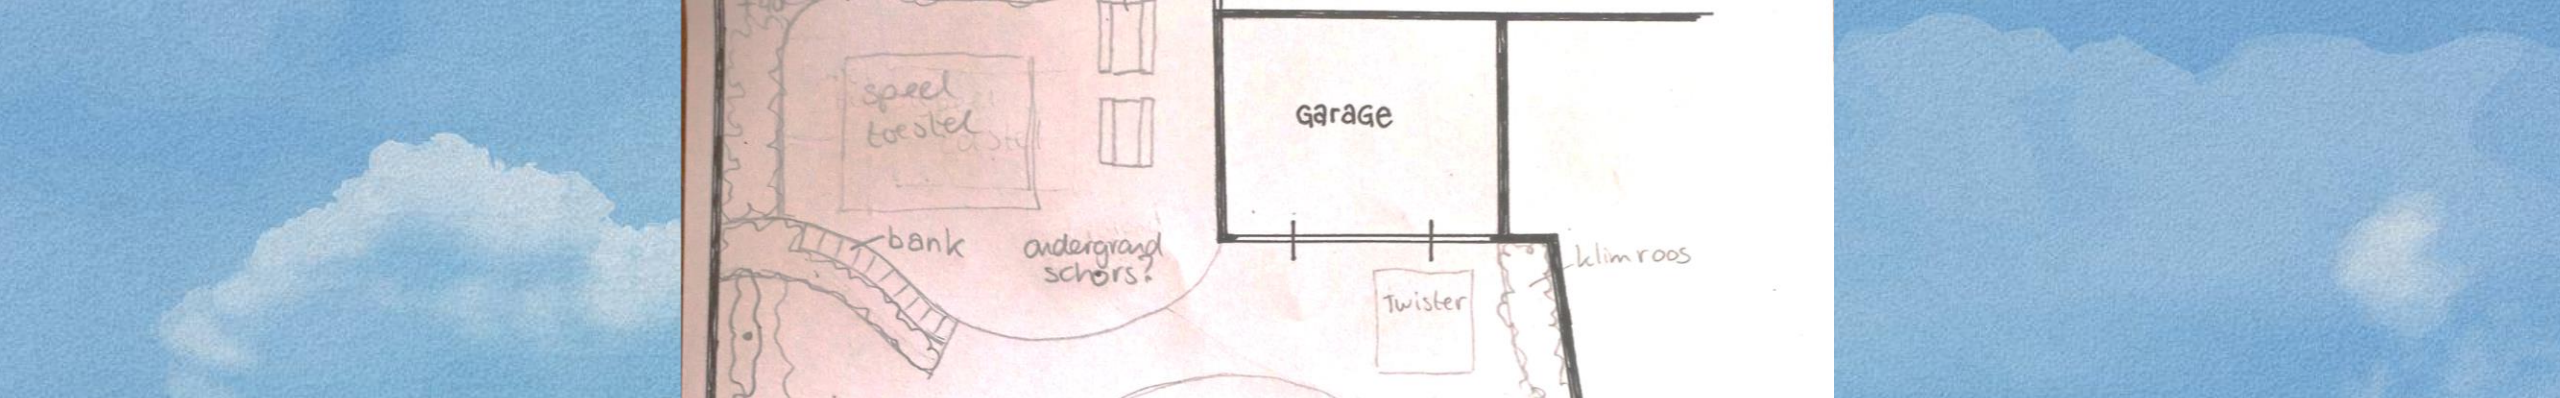 speel
toestel
Garage
bank
ondergrond
schors?
klimroos
Twister